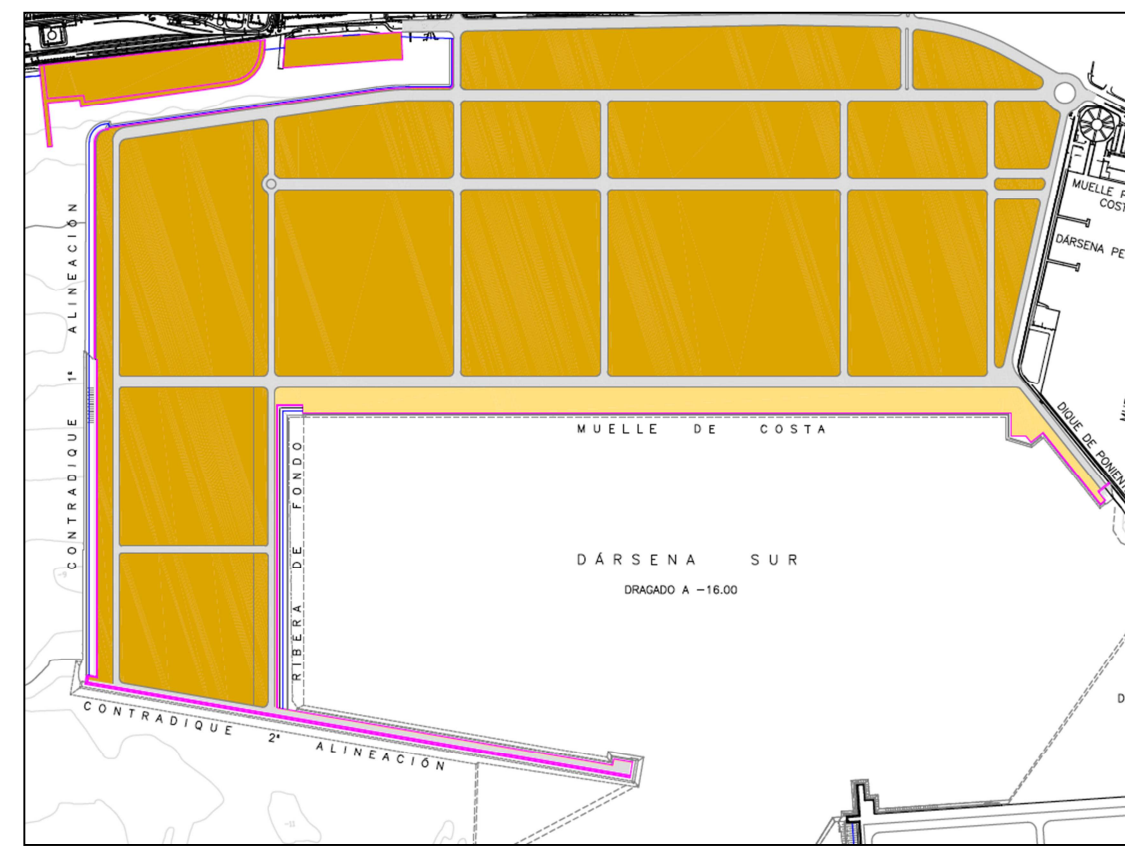 MUELLE P
COST
DÁRSENA PE
CONTRADIQUE 1ª ALINEACIÓN
MUELLE DE COSTA
DIQUE DE PONIENT
RIBERA DE FONDO
DÁRSENA SUR
DRAGADO A -16.00
CONTRADIQUE 2ª ALINEACIÓN
D